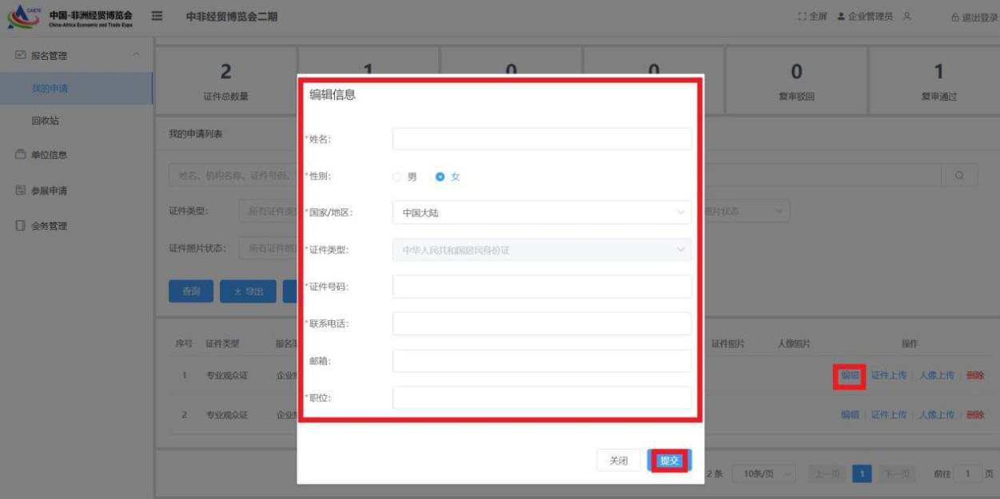 CAETE
中国-非洲经贸博览会
China-Africa Economic and Trade Expo
中非经贸博览会二期
全屏 企业管理员 退出登录
报名管理
我的申请
回收站
单位信息
参展申请
会务管理
2 1 0 0 0 1
证件总数量 复审驳回 复审通过
我的申请列表
姓名、机构名称、证件号码、
证件类型: 所有证件类 照片状态
证件照片状态: 所有证件照
查询 导出
序号 证件类型 报名 证件照片 人像照片 操作
1 专业观众证 企业 编辑 证件上传 人像上传 删除
2 专业观众证 企业 编辑 证件上传 人像上传 删除
2 条 10条/页 上一页 1 下一页 前往 1 页
编辑信息
*姓名:
*性别: 男 女
*国家/地区: 中国大陆
*证件类型: 中华人民共和国居民身份证
*证件号码:
*联系电话:
邮箱:
*职位:
关闭 提交